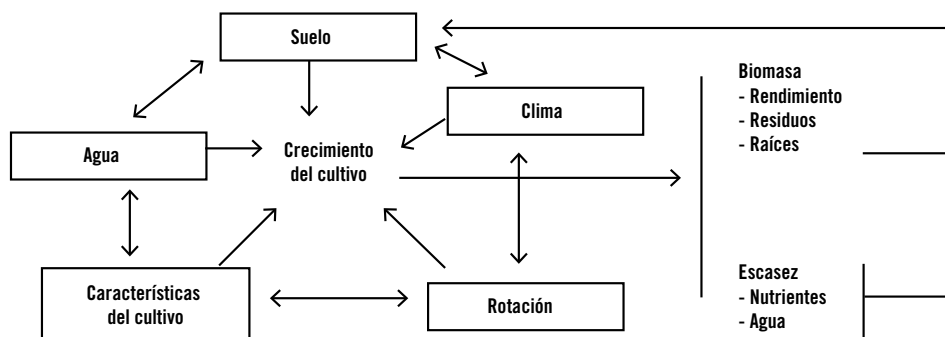 Suelo
Clima
Agua
Crecimiento
del cultivo
Características
del cultivo
Rotación
Biomasa
- Rendimiento
- Residuos
- Raíces
Escasez
- Nutrientes
- Agua